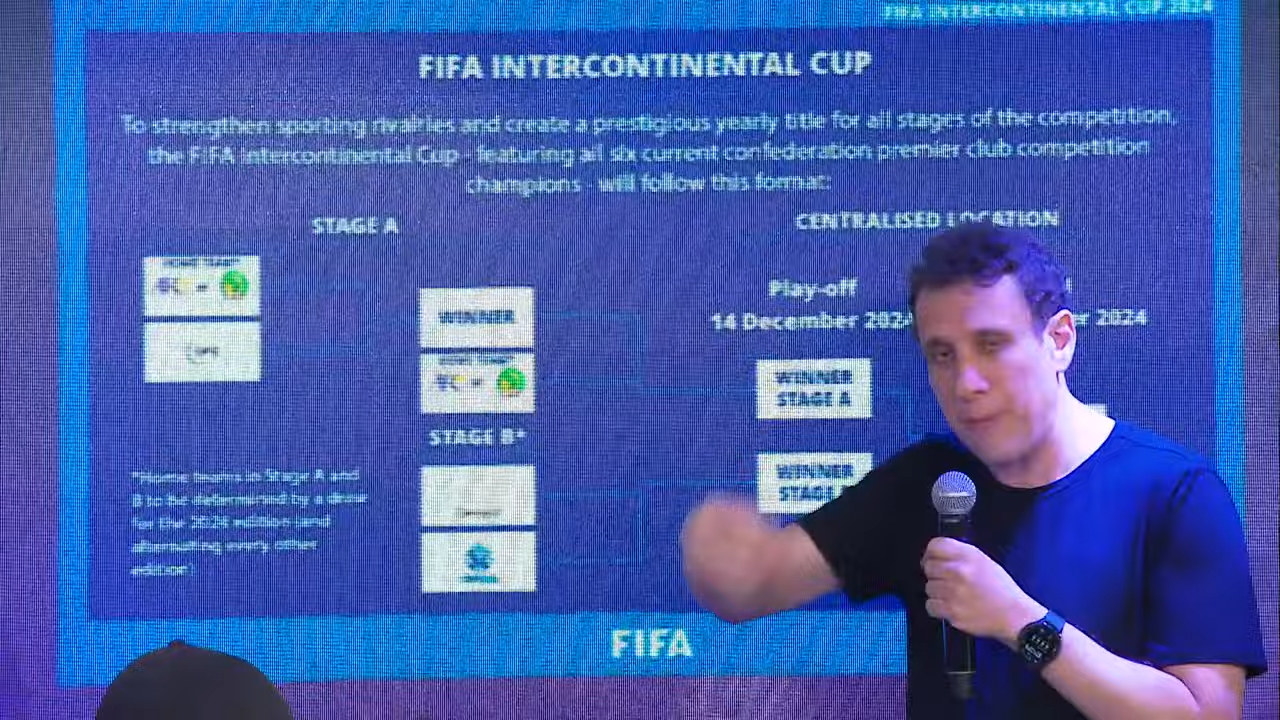 FIFA INTERCONTINENTAL CUP 2024
FIFA INTERCONTINENTAL CUP
To strengthen sporting rivalries and create a prestigious yearly title for all stages of the competition,
the FIFA Intercontinental Cup - featuring all six current confederation premier club competition
champions - will follow this format:
STAGE A
CENTRALISED LOCATION
Play-off
14 December 202
er 2024
WINNER
WINNER
STAGE A
STAGE B*
WINNER
STAGE
*Home teams in Stage A and
B to be determined by a draw
for the 2024 edition (and
alternating every other
edition)
FIFA